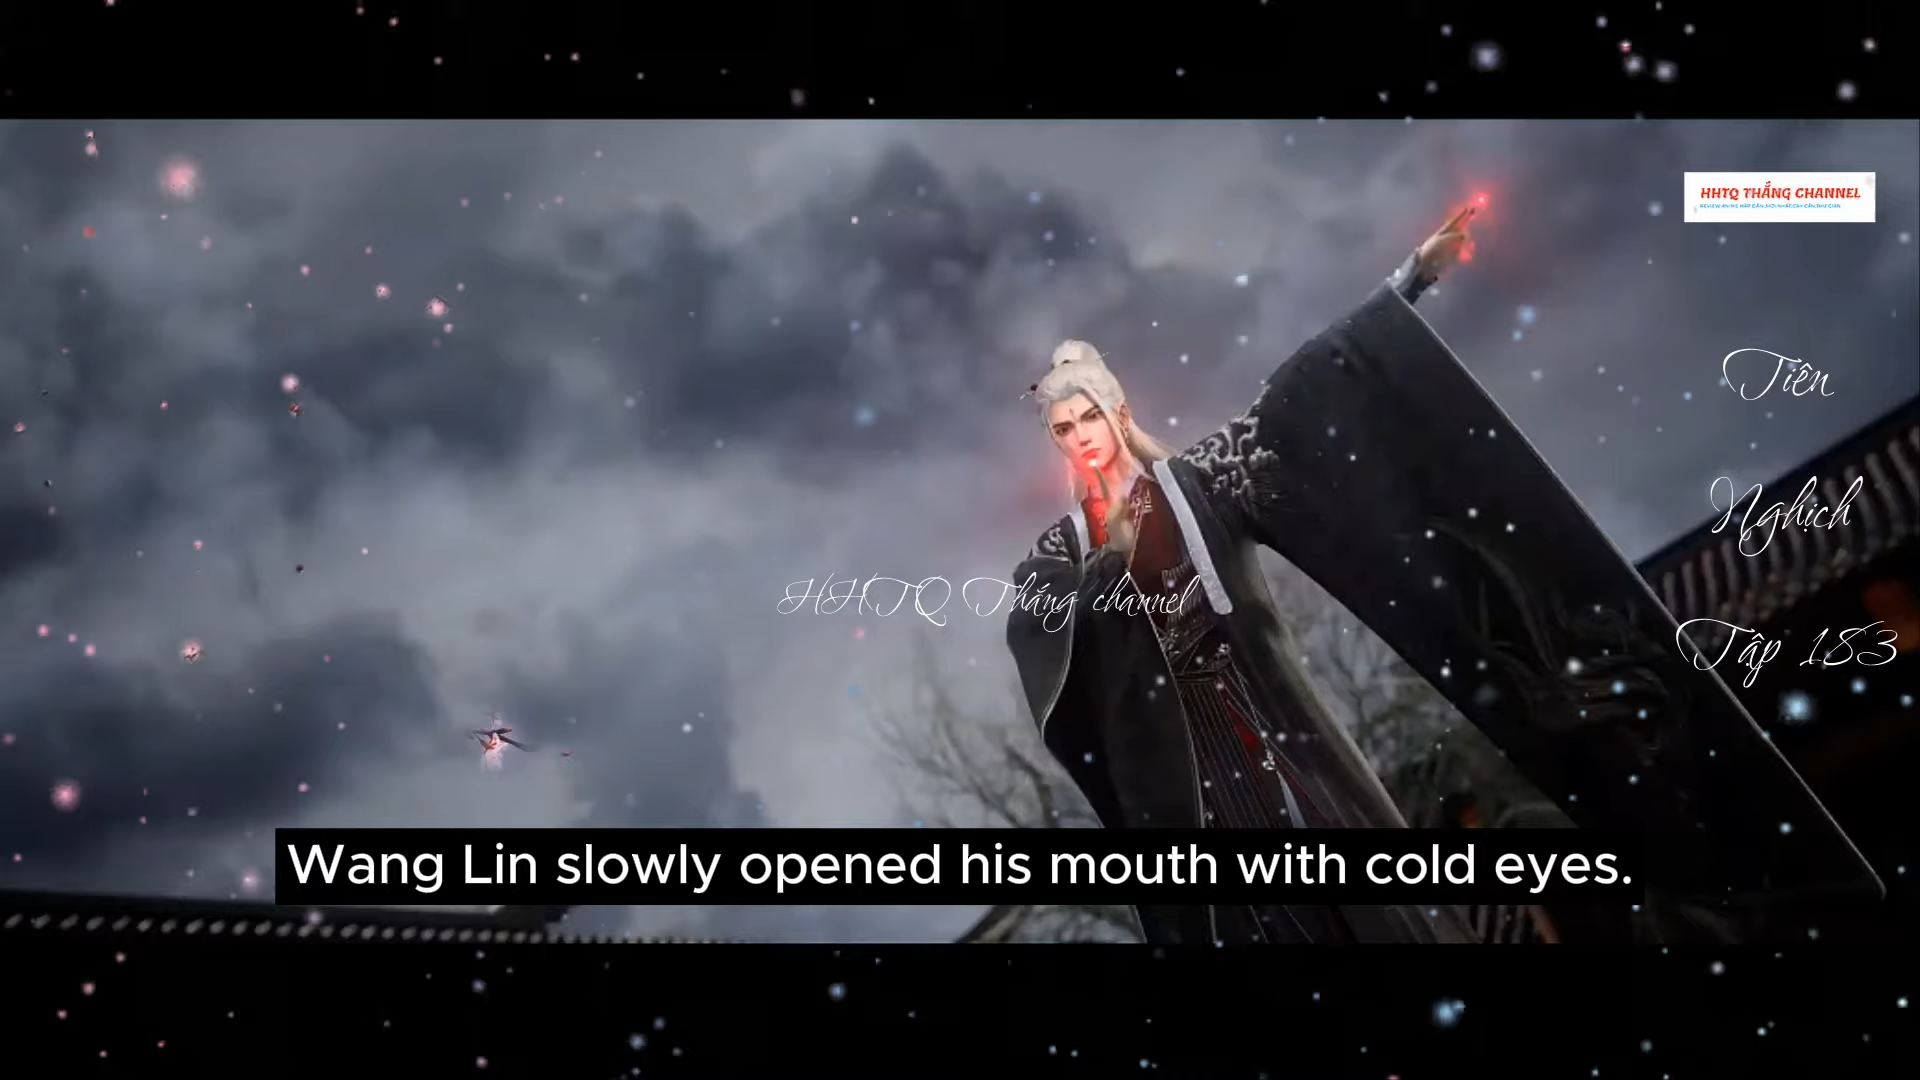 HHTQ THẮNG CHANNEL
Tiên
Nghịch
HHTQ Thắng channel
Tập 183
Wang Lin slowly opened his mouth with cold eyes.